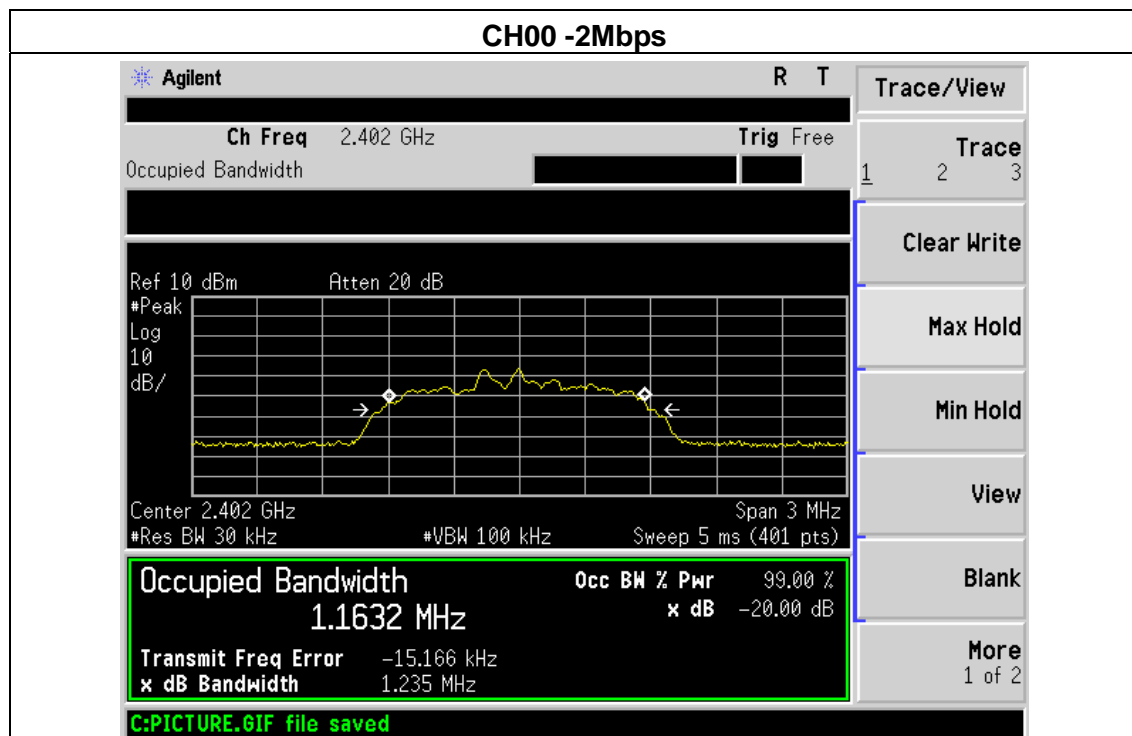 CH00 -2Mbps
Agilent R T
Trace/View
Ch Freq 2.402 GHz Trig Free
Occupied Bandwidth
Trace
1 2 3
Clear Write
Max Hold
Min Hold
View
Blank
More
1 of 2
Ref 10 dBm Atten 20 dB
#Peak
Log
10
dB/
Center 2.402 GHz Span 3 MHz
#Res BW 30 kHz #VBW 100 kHz Sweep 5 ms (401 pts)
Occupied Bandwidth Occ BW % Pwr 99.00 %
1.1632 MHz x dB -20.00 dB
Transmit Freq Error -15.166 kHz
x dB Bandwidth 1.235 MHz
C:PICTURE.GIF file saved